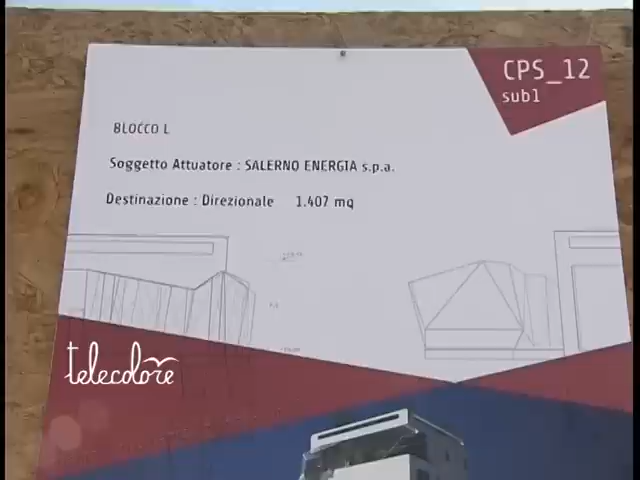 CPS_12
sub1
BLOCCO L
Soggetto Attuatore : SALERNO ENERGIA s.p.a.
Destinazione : Direzionale 1.407 mq
telecolore